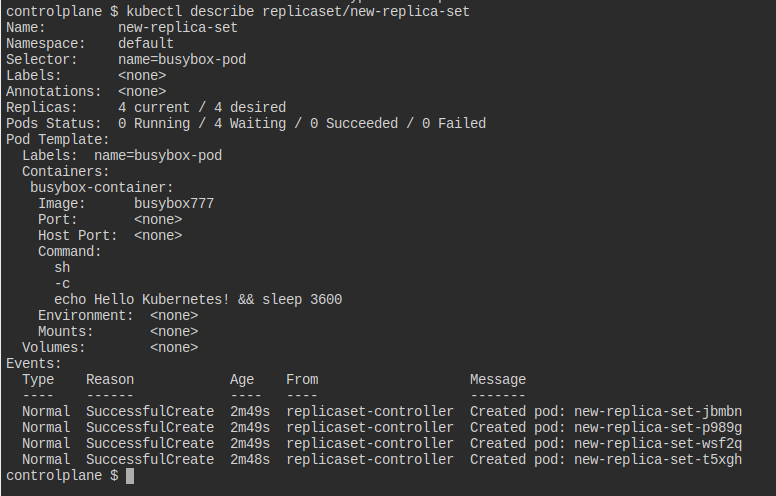 controlplane $ kubectl describe replicaset/new-replica-set
Name:         new-replica-set
Namespace:    default
Selector:     name=busybox-pod
Labels:       <none>
Annotations:  <none>
Replicas:     4 current / 4 desired
Pods Status:  0 Running / 4 Waiting / 0 Succeeded / 0 Failed
Pod Template:
  Labels:  name=busybox-pod
  Containers:
   busybox-container:
    Image:      busybox777
    Port:       <none>
    Host Port:  <none>
    Command:
      sh
      -c
      echo Hello Kubernetes! && sleep 3600
    Environment:  <none>
    Mounts:       <none>
  Volumes:        <none>
Events:
  Type    Reason            Age    From                   Message
  ----    ------            ----   ----                   -------
  Normal  SuccessfulCreate  2m49s  replicaset-controller  Created pod: new-replica-set-jbmbn
  Normal  SuccessfulCreate  2m49s  replicaset-controller  Created pod: new-replica-set-p989g
  Normal  SuccessfulCreate  2m49s  replicaset-controller  Created pod: new-replica-set-wsf2q
  Normal  SuccessfulCreate  2m48s  replicaset-controller  Created pod: new-replica-set-t5xgh
controlplane $